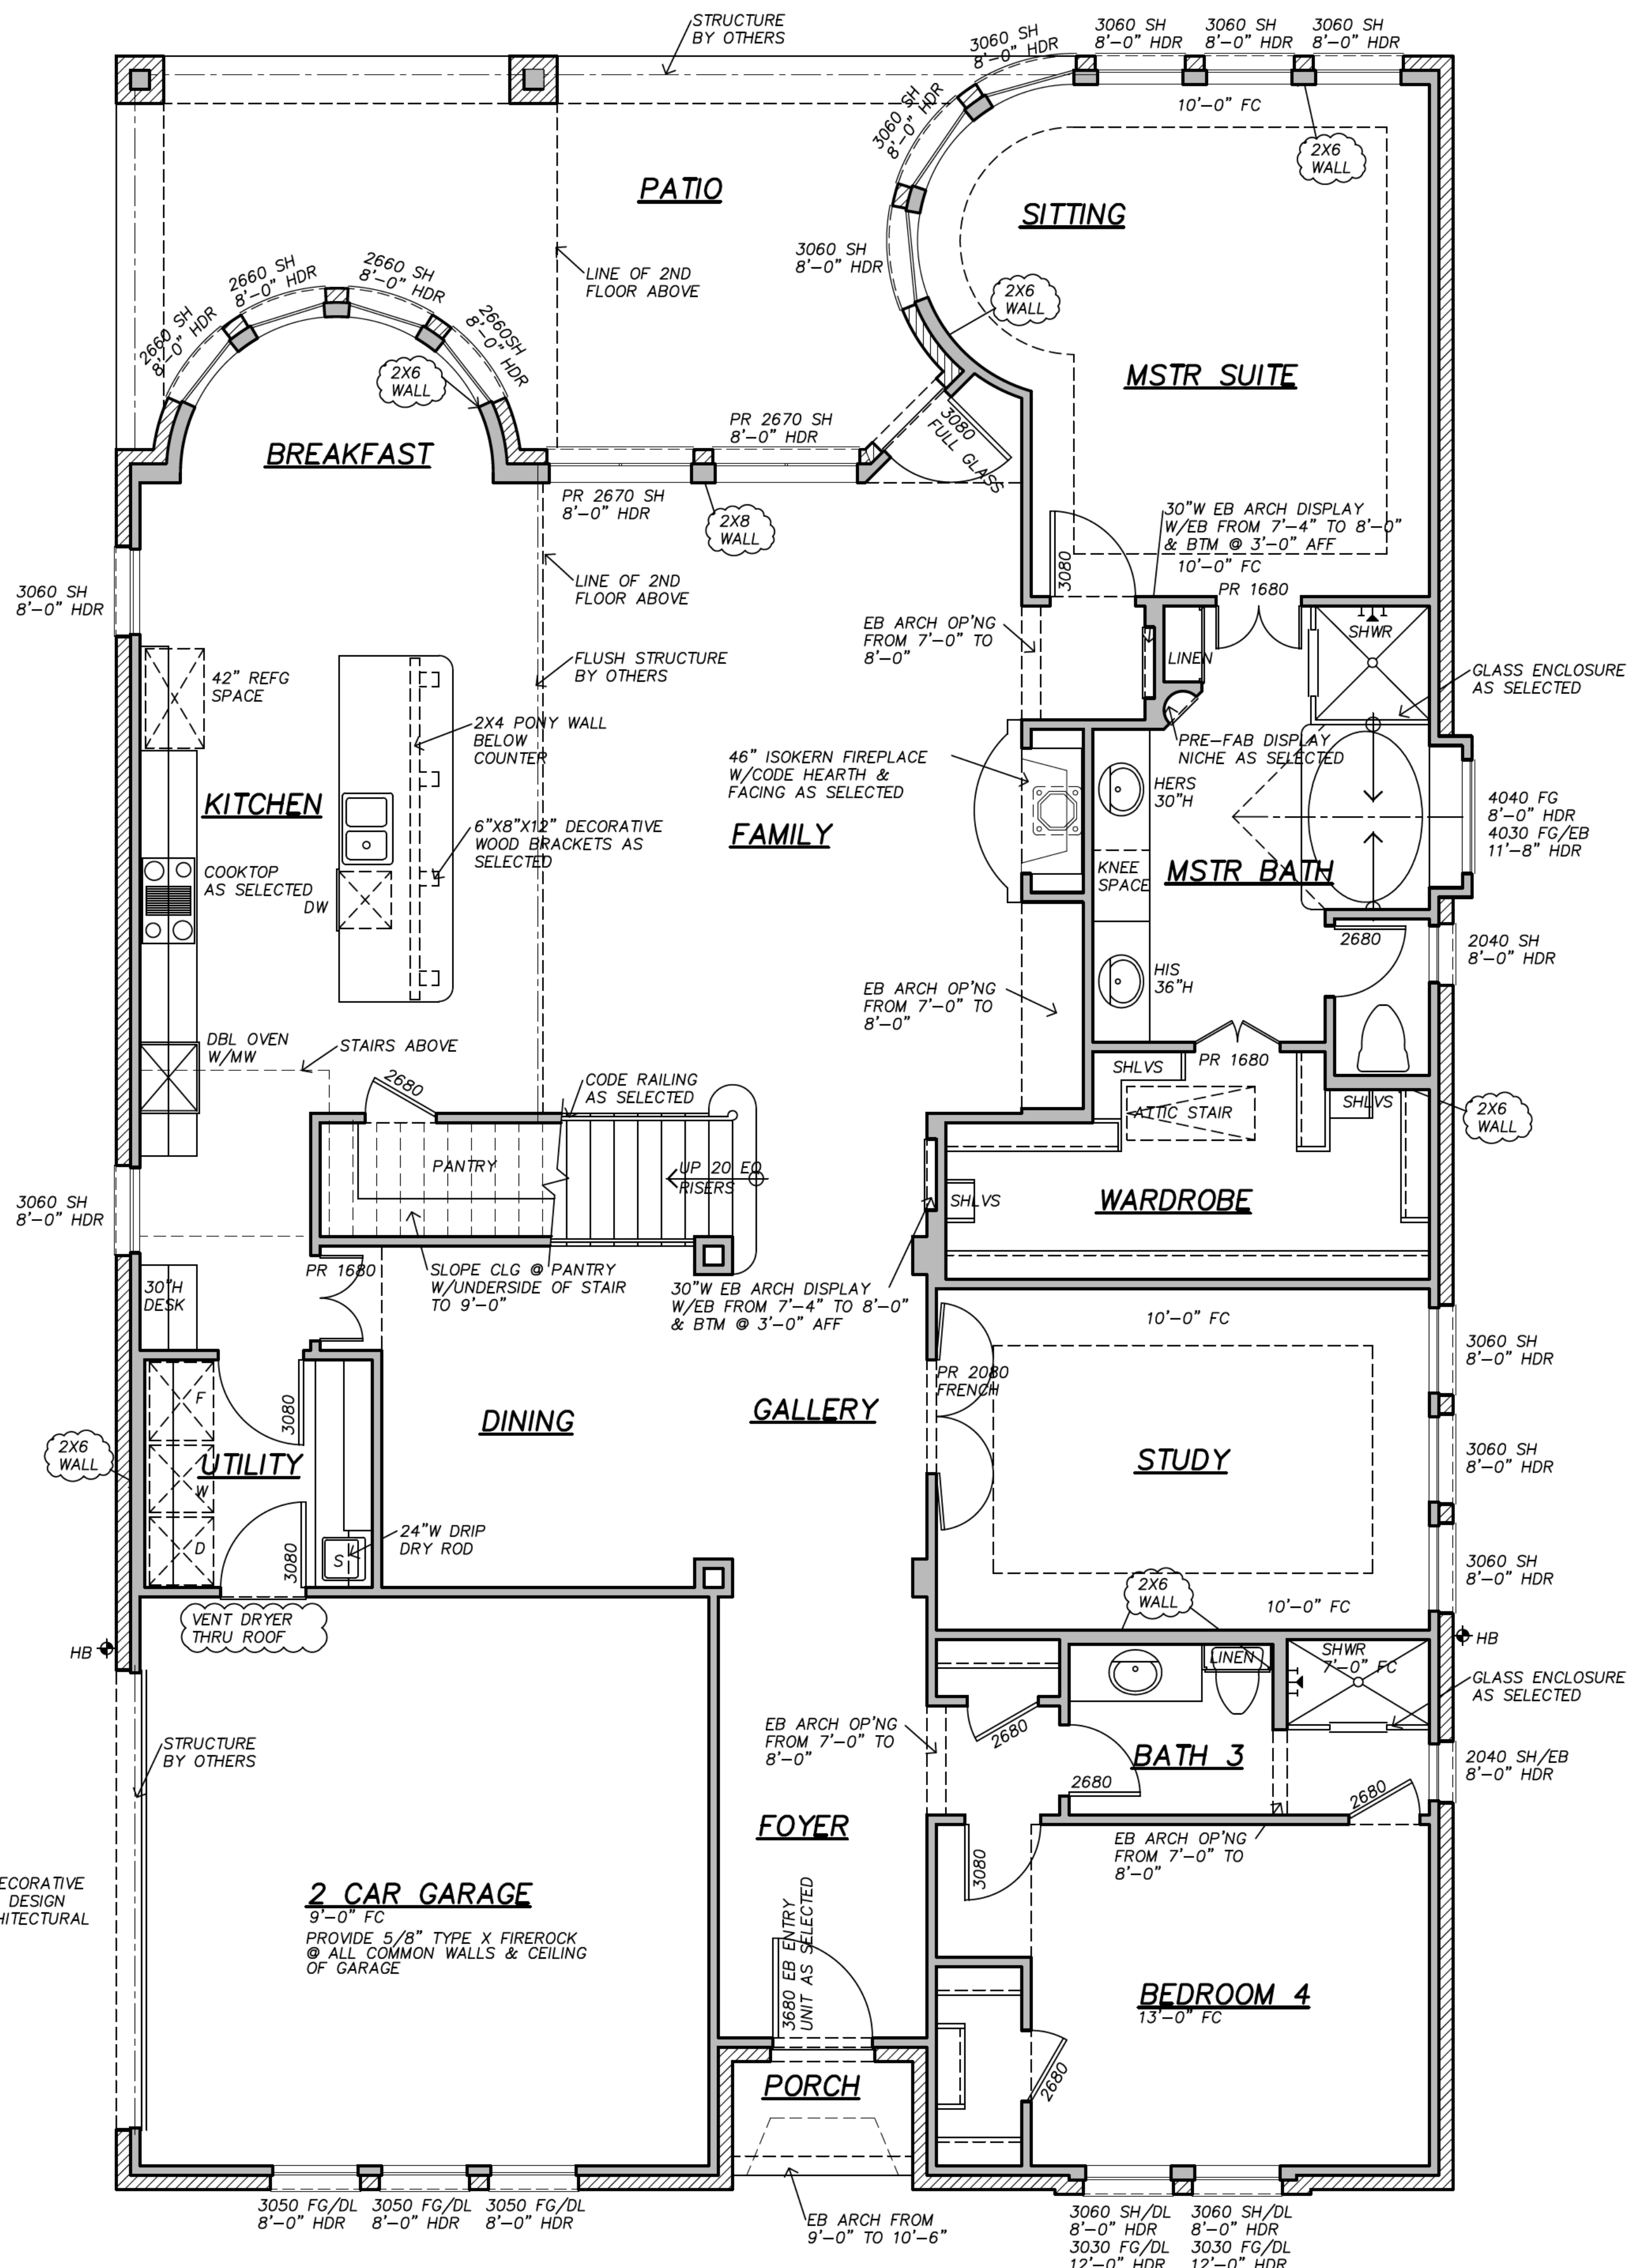 STRUCTURE
BY OTHERS
3060 SH
8'-0" HDR
3060 SH
8'-0" HDR
3060 SH
8'-0" HDR
3060 SH
8'-0" HDR
10'-0" FC
2X6
WALL
3060 SH
8'-0" HDR
PATIO
SITTING
3060 SH
8'-0" HDR
LINE OF 2ND
FLOOR ABOVE
2X6
WALL
2660 SH
8'-0" HDR
2660 SH
8'-0" HDR
2660 SH
8'-0" HDR
2660SH
8'-0" HDR
2X6
WALL
MSTR SUITE
BREAKFAST
PR 2670 SH
8'-0" HDR
3080
FULL GLASS
PR 2670 SH
8'-0" HDR
2X8
WALL
30"W EB ARCH DISPLAY
W/EB FROM 7'-4" TO 8'-0"
& BTM @ 3'-0" AFF
10'-0" FC
3080
PR 1680
3060 SH
8'-0" HDR
LINE OF 2ND
FLOOR ABOVE
EB ARCH OP'NG
FROM 7'-0" TO
8'-0"
SHWR
LINEN
GLASS ENCLOSURE
AS SELECTED
42" REFG
SPACE
FLUSH STRUCTURE
BY OTHERS
2X4 PONY WALL
BELOW
COUNTER
46" ISOKERN FIREPLACE
W/CODE HEARTH &
FACING AS SELECTED
PRE-FAB DISPLAY
NICHE AS SELECTED
HERS
30"H
KITCHEN
FAMILY
6"X8"X12" DECORATIVE
WOOD BRACKETS AS
SELECTED
4040 FG
8'-0" HDR
4030 FG/EB
11'-8" HDR
COOKTOP
AS SELECTED
DW
KNEE
SPACE
MSTR BATH
2680
2040 SH
8'-0" HDR
HIS
36"H
EB ARCH OP'NG
FROM 7'-0" TO
8'-0"
DBL OVEN
W/MW
STAIRS ABOVE
2680
CODE RAILING
AS SELECTED
SHLVS
PR 1680
ATTIC STAIR
SHLVS
2X6
WALL
PANTRY
UP 20 EQ
RISERS
SHLVS
WARDROBE
3060 SH
8'-0" HDR
PR 1680
30"H
DESK
SLOPE CLG @ PANTRY
W/UNDERSIDE OF STAIR
TO 9'-0"
30"W EB ARCH DISPLAY
W/EB FROM 7'-4" TO 8'-0"
& BTM @ 3'-0" AFF
10'-0" FC
3060 SH
8'-0" HDR
PR 2080
FRENCH
F
3080
DINING
GALLERY
STUDY
2X6
WALL
UTILITY
W
3060 SH
8'-0" HDR
D
3080
S
24"W DRIP
DRY ROD
3060 SH
8'-0" HDR
2X6
WALL
10'-0" FC
VENT DRYER
THRU ROOF
HB
HB
LINEN
SHWR
7'-0" FC
GLASS ENCLOSURE
AS SELECTED
STRUCTURE
BY OTHERS
EB ARCH OP'NG
FROM 7'-0" TO
8'-0"
2680
BATH 3
2680
2680
2040 SH/EB
8'-0" HDR
FOYER
3080
EB ARCH OP'NG
FROM 7'-0" TO
8'-0"
ECORATIVE
DESIGN
HITECTURAL
2 CAR GARAGE
9'-0" FC
PROVIDE 5/8" TYPE X FIREROCK
@ ALL COMMON WALLS & CEILING
OF GARAGE
3680 EB ENTRY
UNIT AS SELECTED
BEDROOM 4
13'-0" FC
2680
PORCH
3050 FG/DL
8'-0" HDR
3050 FG/DL
8'-0" HDR
3050 FG/DL
8'-0" HDR
EB ARCH FROM
9'-0" TO 10'-6"
3060 SH/DL
8'-0" HDR
3030 FG/DL
12'-0" HDR
3060 SH/DL
8'-0" HDR
3030 FG/DL
12'-0" HDR